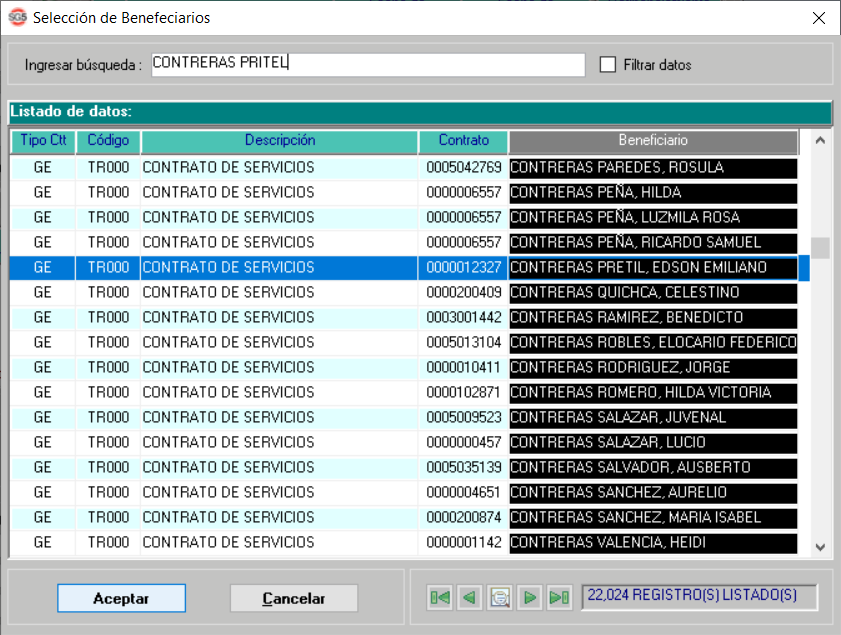 SG5 Selección de Benefeciarios
Ingresar búsqueda : CONTRERAS PRITEL Filtrar datos
Listado de datos:
Tipo Ctt Código Descripción Contrato Beneficiario
GE TR000 CONTRATO DE SERVICIOS 0005042769 CONTRERAS PAREDES, ROSULA
GE TR000 CONTRATO DE SERVICIOS 0000006557 CONTRERAS PEÑA, HILDA
GE TR000 CONTRATO DE SERVICIOS 0000006557 CONTRERAS PEÑA, LUZMILA ROSA
GE TR000 CONTRATO DE SERVICIOS 0000006557 CONTRERAS PEÑA, RICARDO SAMUEL
GE TR000 CONTRATO DE SERVICIOS 0000012327 CONTRERAS PRETIL, EDSON EMILIANO
GE TR000 CONTRATO DE SERVICIOS 0000200409 CONTRERAS QUICHCA, CELESTINO
GE TR000 CONTRATO DE SERVICIOS 0003001442 CONTRERAS RAMIREZ, BENEDICTO
GE TR000 CONTRATO DE SERVICIOS 0005013104 CONTRERAS ROBLES, ELOCARIO FEDERICO
GE TR000 CONTRATO DE SERVICIOS 0000010411 CONTRERAS RODRIGUEZ, JORGE
GE TR000 CONTRATO DE SERVICIOS 0000102871 CONTRERAS ROMERO, HILDA VICTORIA
GE TR000 CONTRATO DE SERVICIOS 0005009523 CONTRERAS SALAZAR, JUVENAL
GE TR000 CONTRATO DE SERVICIOS 0000000457 CONTRERAS SALAZAR, LUCIO
GE TR000 CONTRATO DE SERVICIOS 0005035139 CONTRERAS SALVADOR, AUSBERTO
GE TR000 CONTRATO DE SERVICIOS 0000004651 CONTRERAS SANCHEZ, AURELIO
GE TR000 CONTRATO DE SERVICIOS 0000200874 CONTRERAS SANCHEZ, MARIA ISABEL
GE TR000 CONTRATO DE SERVICIOS 0000001142 CONTRERAS VALENCIA, HEIDI
Aceptar Cancelar 22,024 REGISTRO(S) LISTADO(S)